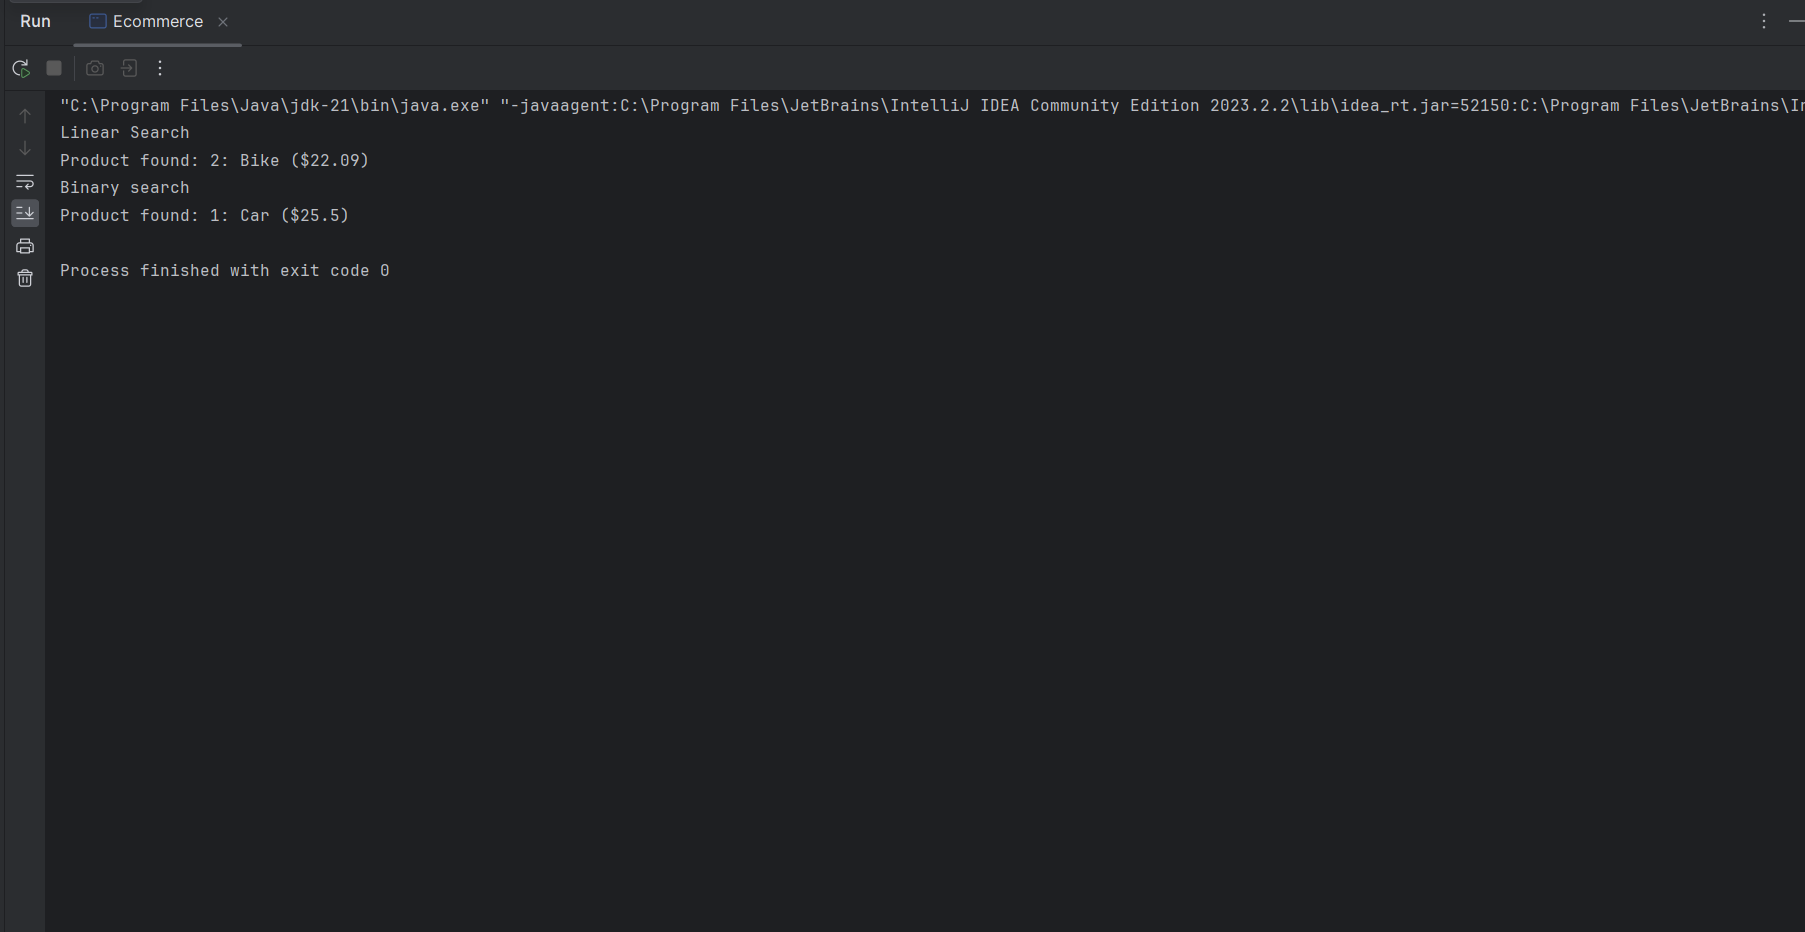 Run Ecommerce
"C:\Program Files\Java\jdk-21\bin\java.exe" "-javaagent:C:\Program Files\JetBrains\IntelliJ IDEA Community Edition 2023.2.2\lib\idea_rt.jar=52150:C:\Program Files\JetBrains\In
Linear Search
Product found: 2: Bike ($22.09)
Binary search
Product found: 1: Car ($25.5)
Process finished with exit code 0